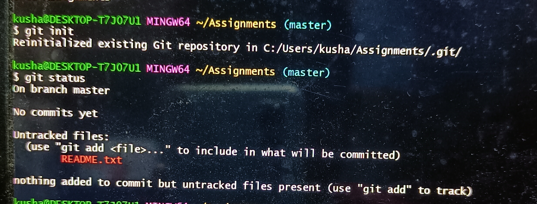 kusha@DESKTOP-T7J07U1 MINGW64 ~/Assignments (master)
$ git init
Reinitialized existing Git repository in C:/Users/kusha/Assignments/.git/
kusha@DESKTOP-T7J07U1 MINGW64 ~/Assignments (master)
$ git status
On branch master
No commits yet
Untracked files:
(use "git add <file>..." to include in what will be committed)
README.txt
nothing added to commit but untracked files present (use "git add" to track)